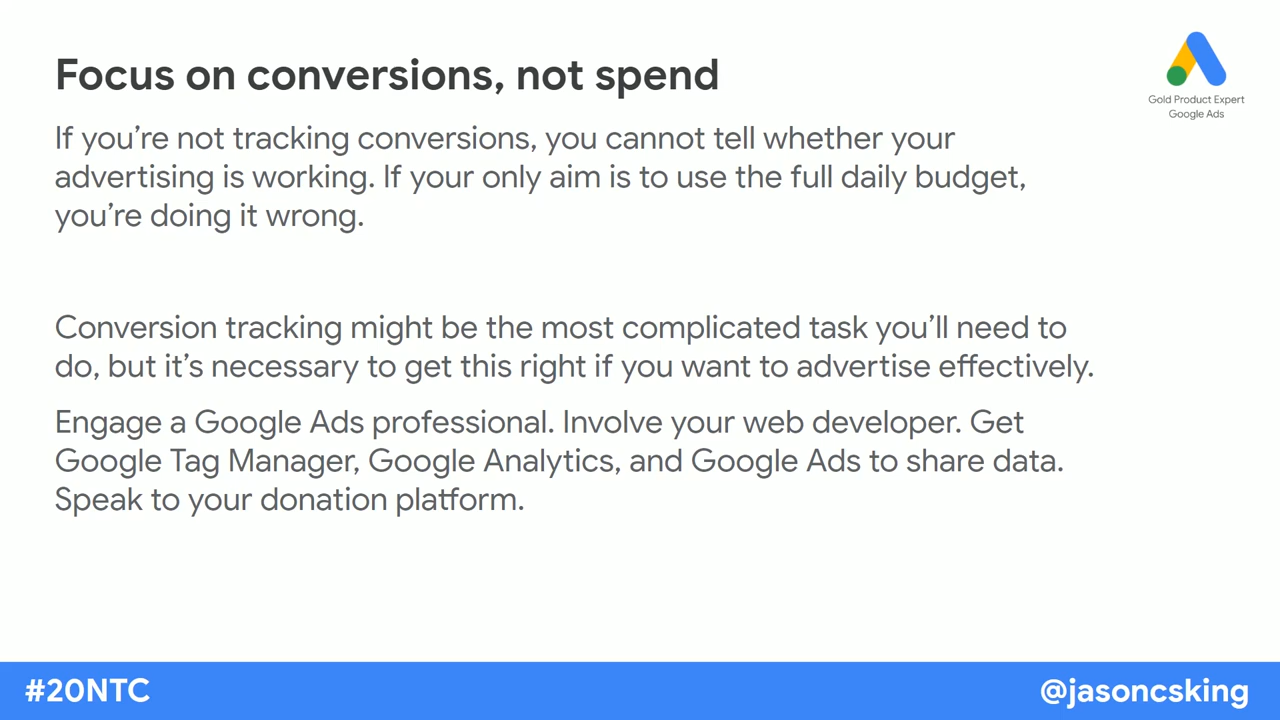 Focus on conversions, not spend
Gold Product Expert
Google Ads
If you’re not tracking conversions, you cannot tell whether your
advertising is working. If your only aim is to use the full daily budget,
you’re doing it wrong.
Conversion tracking might be the most complicated task you’ll need to
do, but it’s necessary to get this right if you want to advertise effectively.
Engage a Google Ads professional. Involve your web developer. Get
Google Tag Manager, Google Analytics, and Google Ads to share data.
Speak to your donation platform.
#20NTC
@jasoncsking